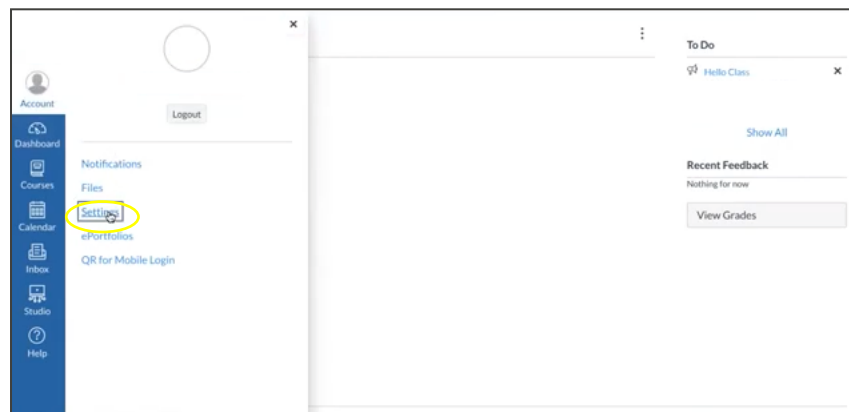 ×
Account
Dashboard
Courses
Calendar
Inbox
Studio
Help
Logout
Notifications
Files
Settings
ePortfolios
QR for Mobile Login
To Do
Hello Class ×
Show All
Recent Feedback
Nothing for now
View Grades